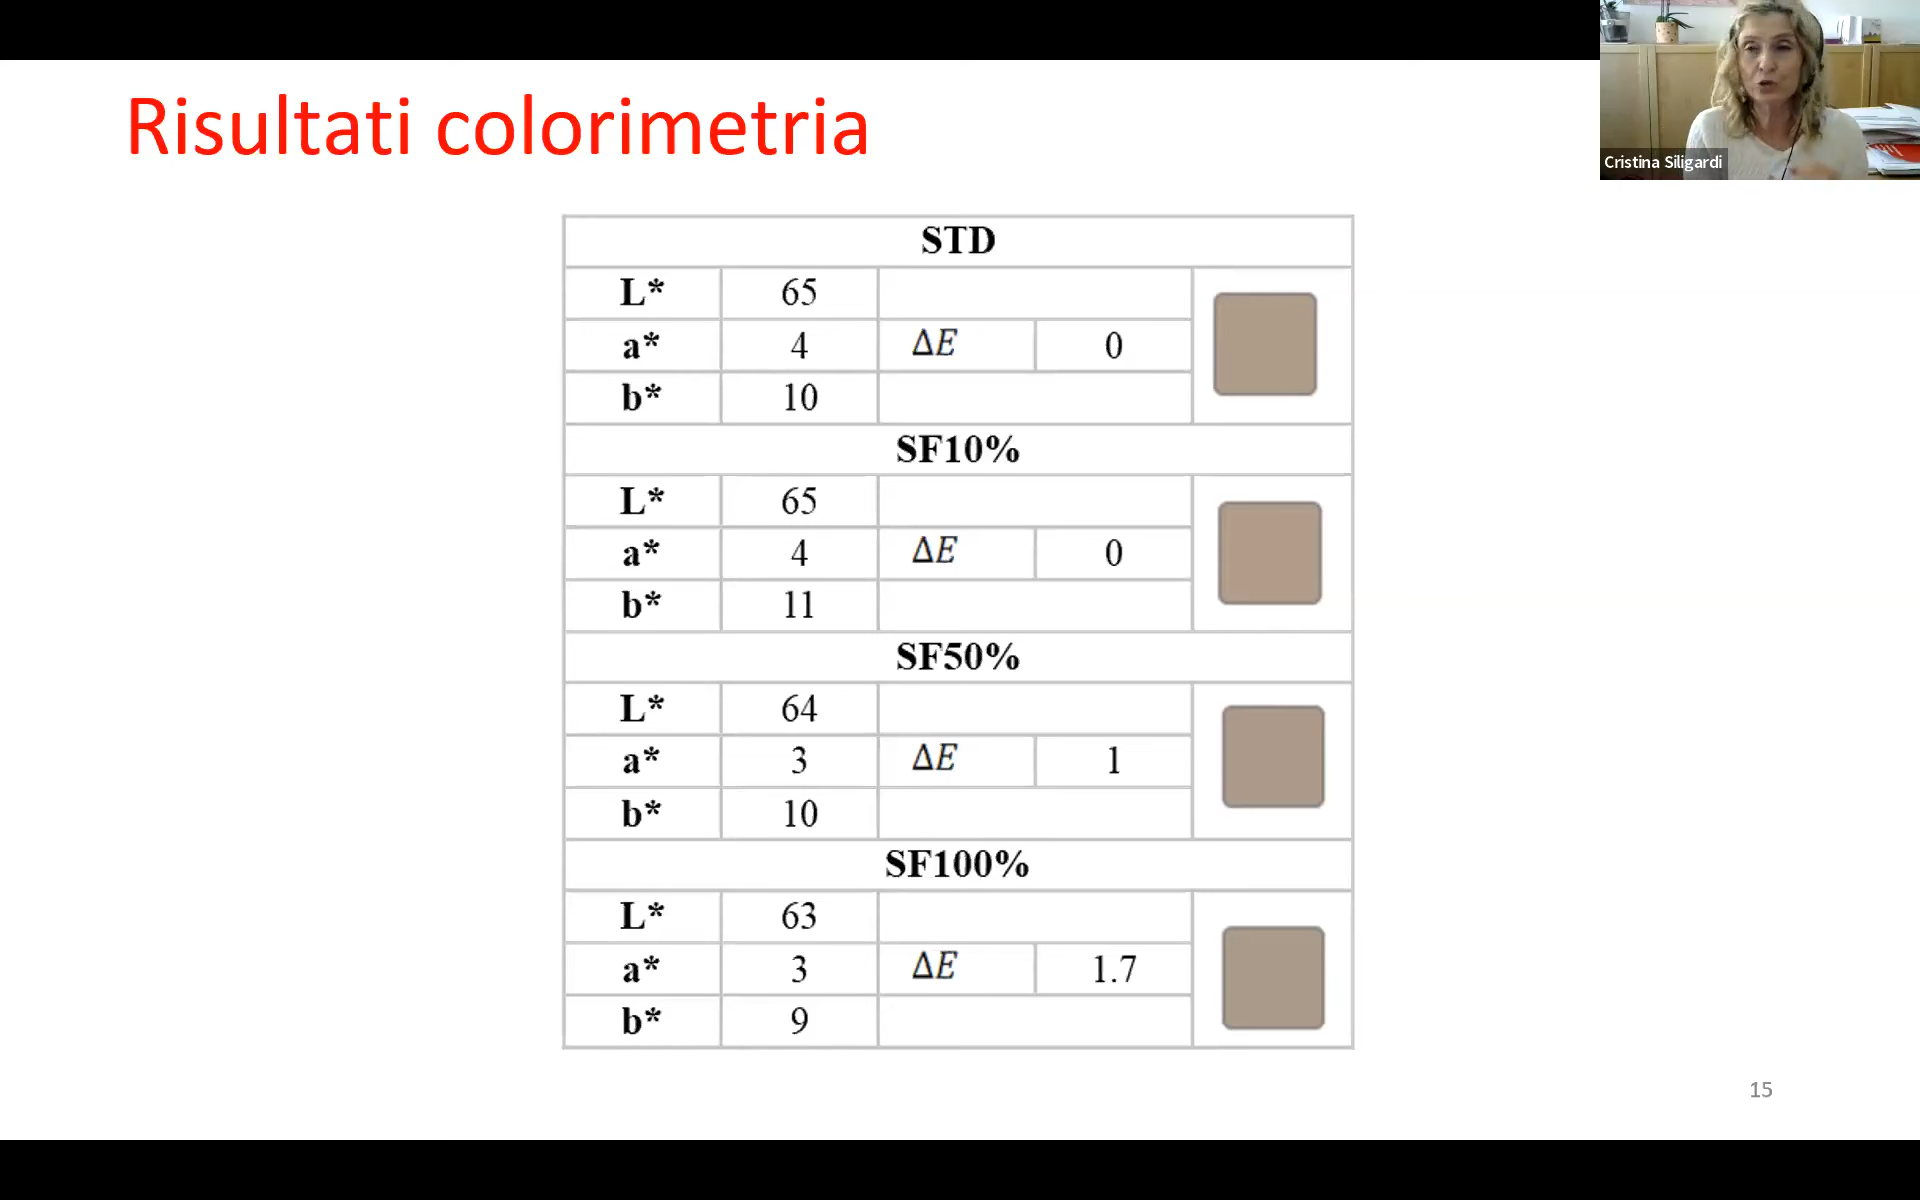 Risultati colorimetria
Cristina Siligardi
STD
L* 65
a* 4 ΔE 0
b* 10
SF10%
L* 65
a* 4 ΔE 0
b* 11
SF50%
L* 64
a* 3 ΔE 1
b* 10
SF100%
L* 63
a* 3 ΔE 1.7
b* 9
15